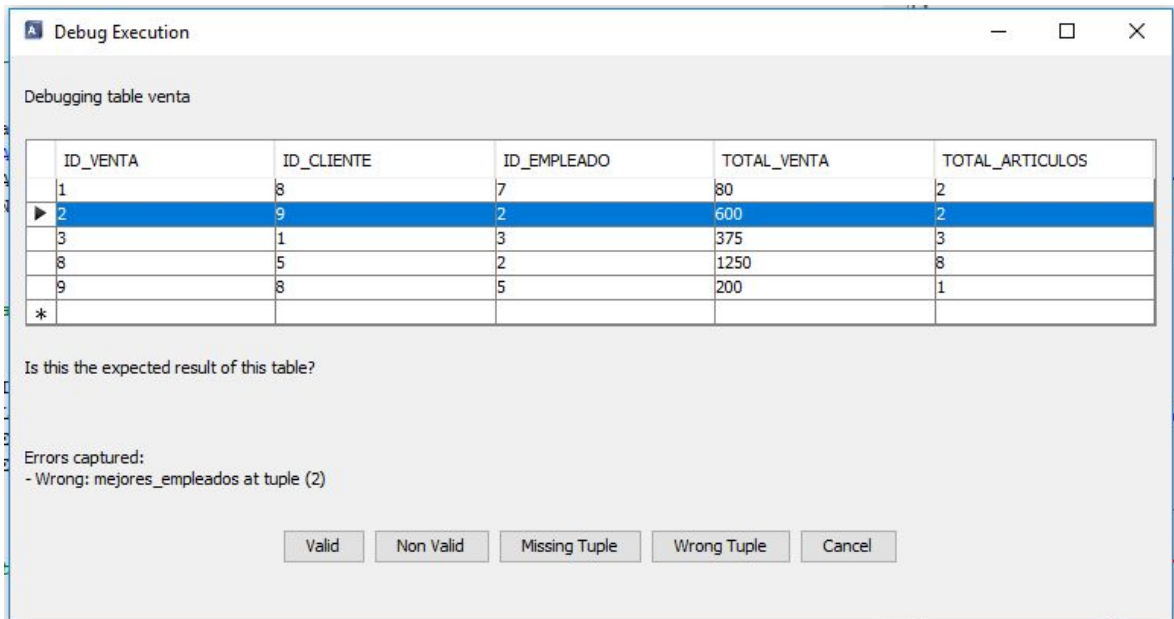 Debug Execution
Debugging table venta
ID_VENTA ID_CLIENTE ID_EMPLEADO TOTAL_VENTA TOTAL_ARTICULOS
1 8 7 80 2
2 9 2 600 2
3 1 3 375 3
8 5 2 1250 8
9 8 5 200 1
*
Is this the expected result of this table?
Errors captured:
- Wrong: mejores_empleados at tuple (2)
Valid Non Valid Missing Tuple Wrong Tuple Cancel